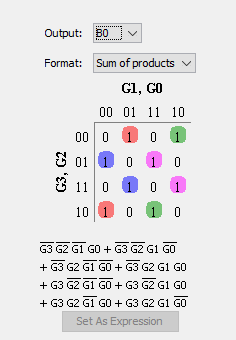 Output: B0
Format: Sum of products
G1, G0
00 01 11 10
G3, G2
00 0 1 0 1
01 1 0 1 0
11 0 1 0 1
10 1 0 1 0
G3 G2 G1 G0 + G3 G2 G1 G0
+ G3 G2 G1 G0 + G3 G2 G1 G0
+ G3 G2 G1 G0 + G3 G2 G1 G0
+ G3 G2 G1 G0 + G3 G2 G1 G0
Set As Expression